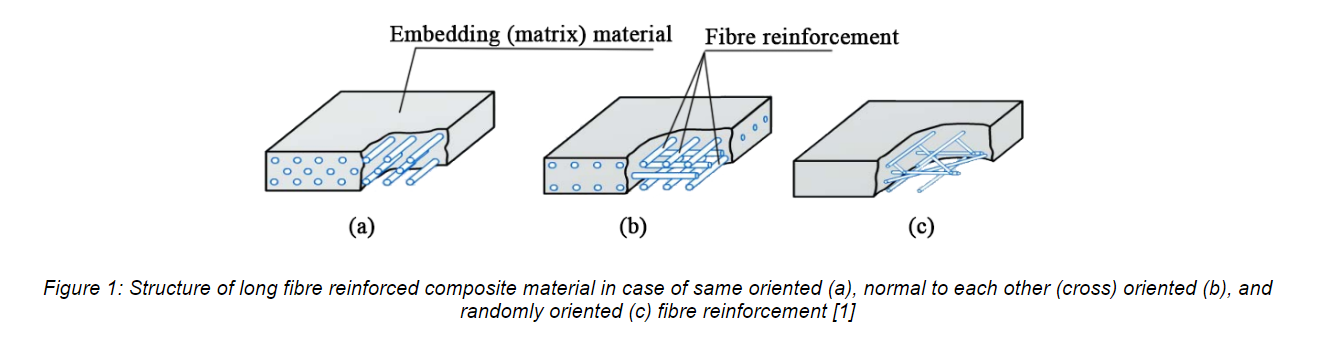 Embedding (matrix) material
Fibre reinforcement
(a)
(b)
(c)
Figure 1: Structure of long fibre reinforced composite material in case of same oriented (a), normal to each other (cross) oriented (b), and
randomly oriented (c) fibre reinforcement [1]